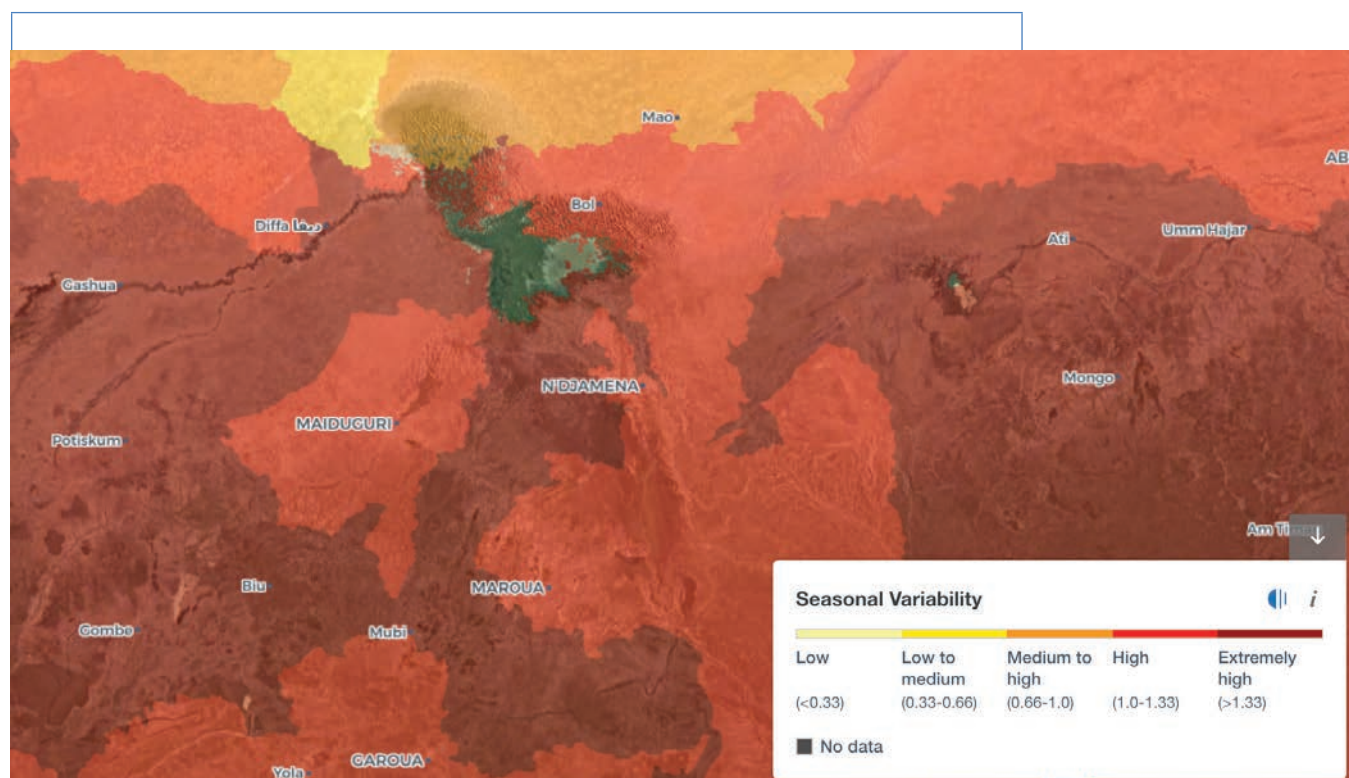 Mao
AB
Bol
Diffa ديفا
Ati
Umm Hajar
Gashua
Mongo
N'DJAMENA
MAIDUGURI
Potiskum
Am Tim
Biu
MAROUA
Gombe
Mubi
GAROUA
Yola
Seasonal Variability
i
Low
Low to medium
Medium to high
High
Extremely high
(<0.33)
(0.33-0.66)
(0.66-1.0)
(1.0-1.33)
(>1.33)
No data